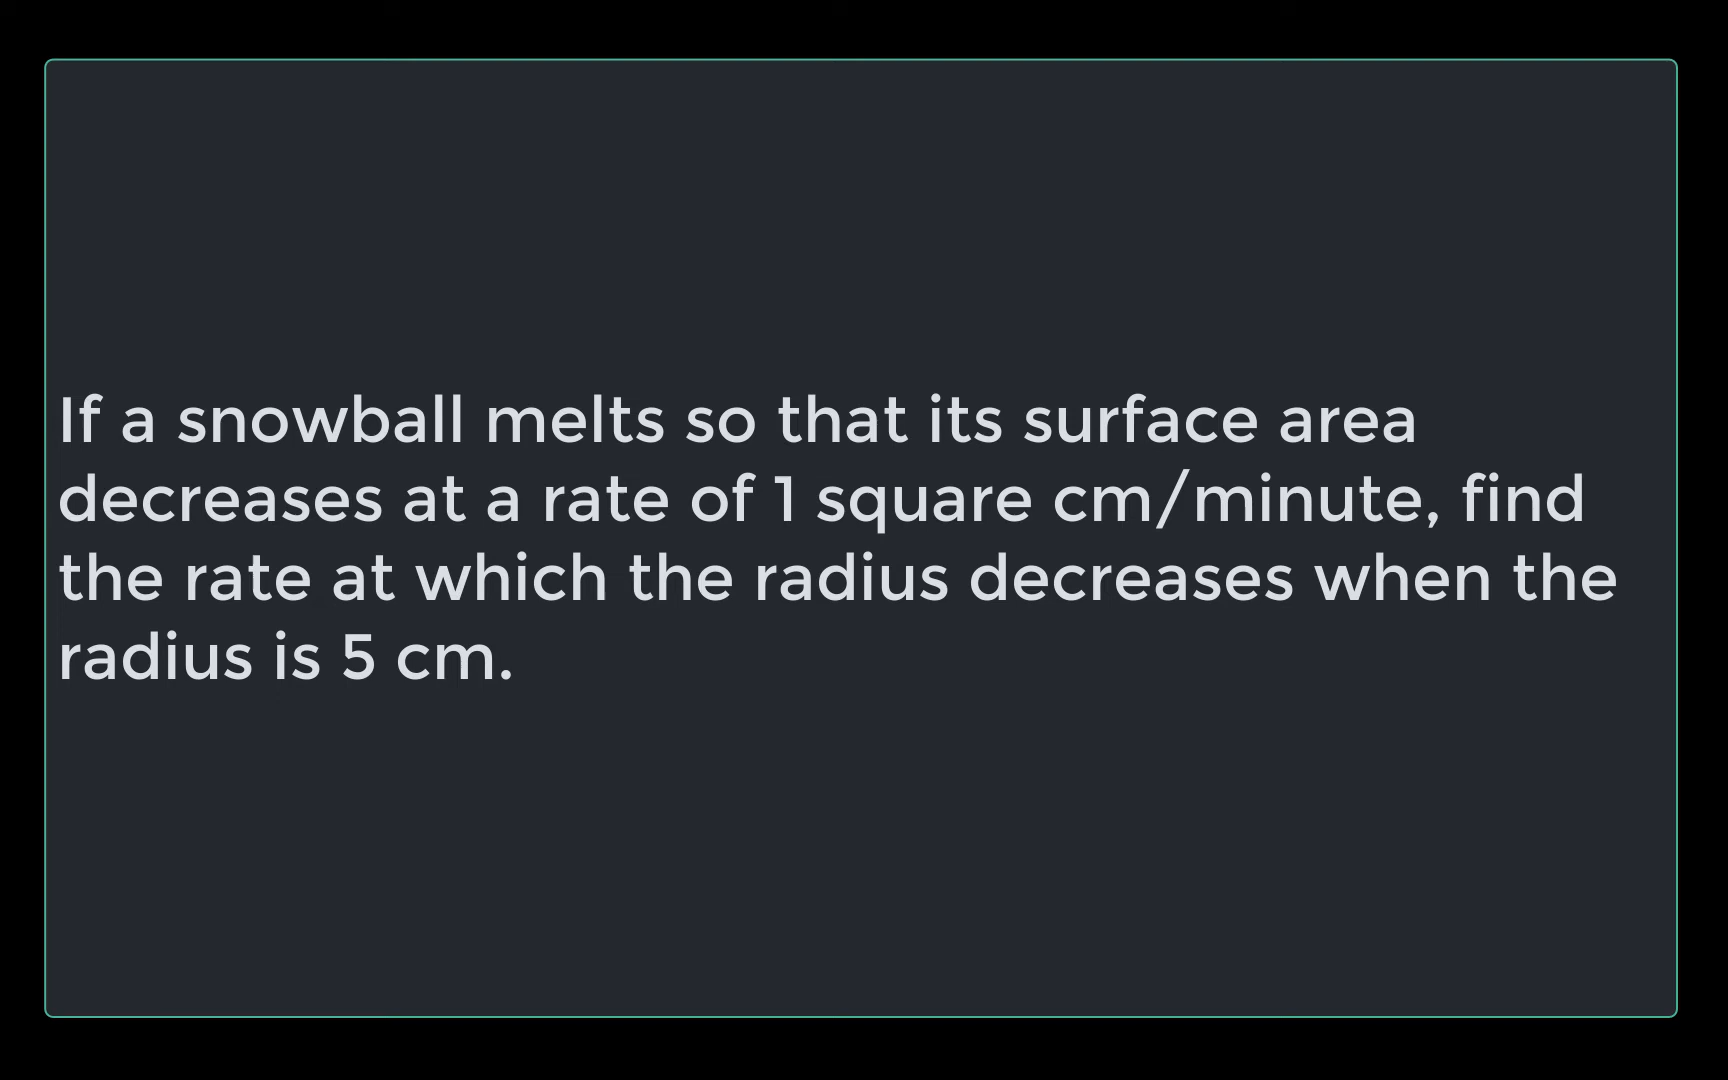 If a snowball melts so that its surface area
decreases at a rate of 1 square cm/minute, find
the rate at which the radius decreases when the
radius is 5 cm.